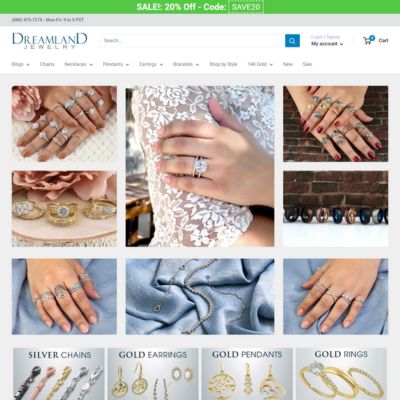 SALE!: 20% Off - Code: SAVE20
(888) 475-7275 - Mon-Fri: 9 to 5 PST
DREAMLAND
JEWELRY
Search...
Login / Signup
My account
0
Cart
Rings
Chains
Necklaces
Pendants
Earrings
Bracelets
Shop by Style
14K Gold
New
Sale
SILVER CHAINS
GOLD EARRINGS
GOLD PENDANTS
GOLD RINGS